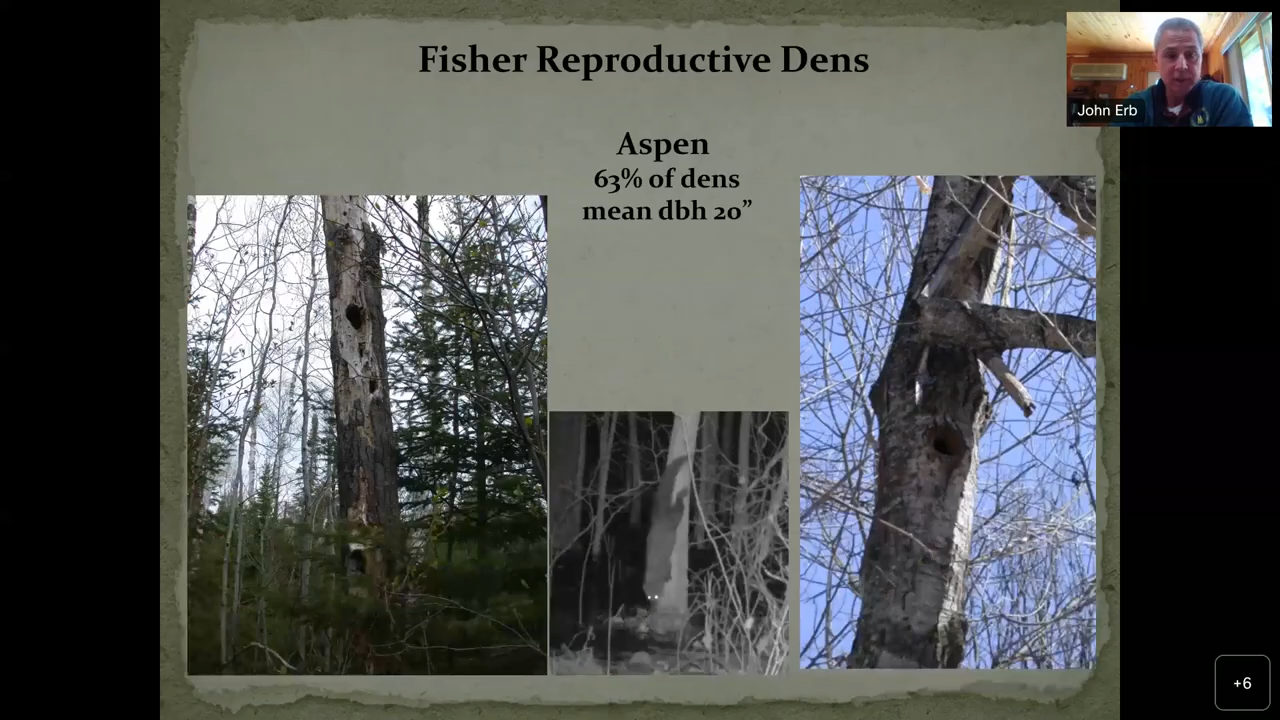 Fisher Reproductive Dens
Aspen
63% of dens
mean dbh 20”
John Erb
+6